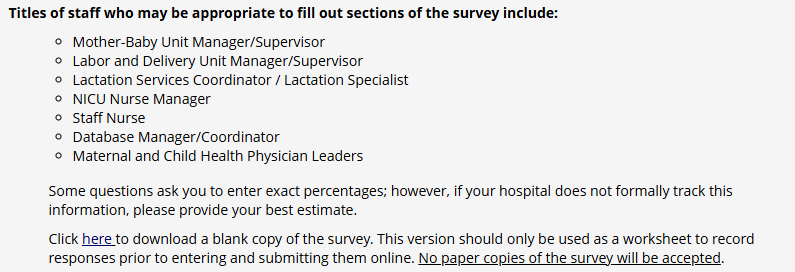 Titles of staff who may be appropriate to fill out sections of the survey include:
Mother-Baby Unit Manager/Supervisor
Labor and Delivery Unit Manager/Supervisor
Lactation Services Coordinator / Lactation Specialist
NICU Nurse Manager
Staff Nurse
Database Manager/Coordinator
Maternal and Child Health Physician Leaders
Some questions ask you to enter exact percentages; however, if your hospital does not formally track this
information, please provide your best estimate.
Click here to download a blank copy of the survey. This version should only be used as a worksheet to record
responses prior to entering and submitting them online. No paper copies of the survey will be accepted.